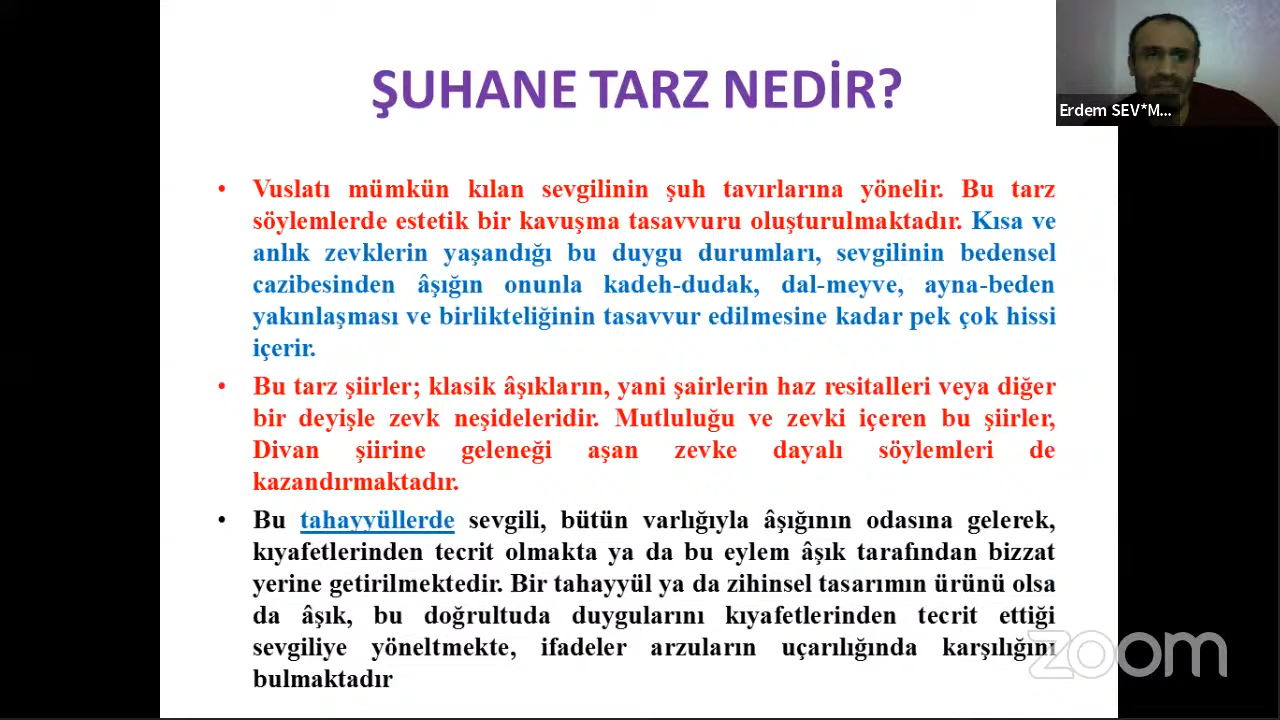 ŞUHANE TARZ NEDİR?
Erdem SEV*M...
• Vuslatı mümkün kılan sevgilinin şuh tavırlarına yönelir. Bu tarz
söylemlerde estetik bir kavuşma tasavvuru oluşturulmaktadır. Kısa ve
anlık zevklerin yaşandığı bu duygu durumları, sevgilinin bedensel
cazibesinden âşığın onunla kadeh-dudak, dal-meyve, ayna-beden
yakınlaşması ve birlikteliğinin tasavvur edilmesine kadar pek çok hissi
içerir.
• Bu tarz şiirler; klasik âşıkların, yani şairlerin haz resitalleri veya diğer
bir deyişle zevk neşideleridir. Mutluluğu ve zevki içeren bu şiirler,
Divan şiirine geleneği aşan zevke dayalı söylemleri de
kazandırmaktadır.
• Bu tahayyüllerde sevgili, bütün varlığıyla âşığının odasına gelerek,
kıyafetlerinden tecrit olmakta ya da bu eylem âşık tarafından bizzat
yerine getirilmektedir. Bir tahayyül ya da zihinsel tasarımın ürünü olsa
da âşık, bu doğrultuda duygularını kıyafetlerinden tecrit ettiği
sevgiliye yöneltmekte, ifadeler arzuların uçarılığında karşılığını
bulmaktadır
zoom